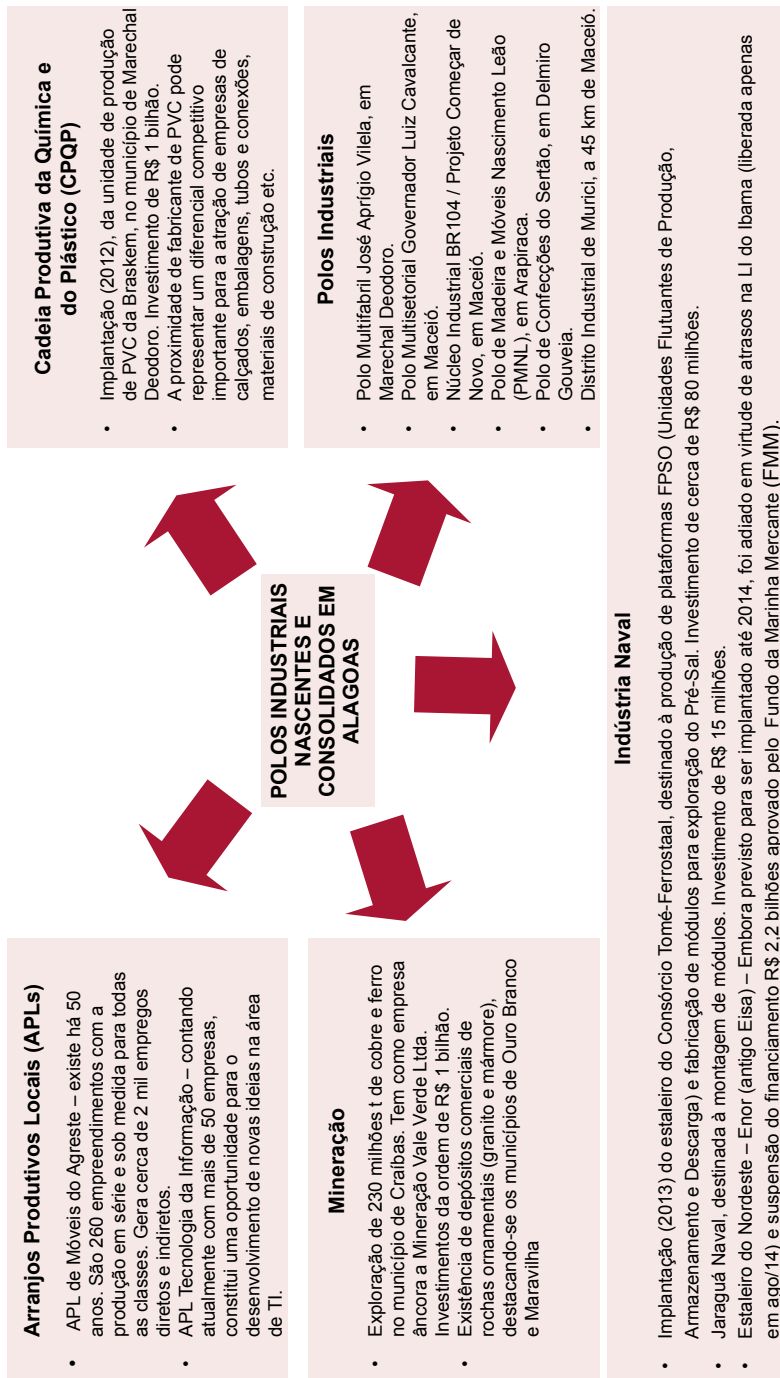 Arranjos Produtivos Locais (APLs)
• APL de Móveis do Agreste – existe há 50
anos. São 260 empreendimentos com a
produção em série e sob medida para todas
as classes. Gera cerca de 2 mil empregos
diretos e indiretos.
• APL Tecnologia da Informação – contando
atualmente com mais de 50 empresas,
constitui uma oportunidade para o
desenvolvimento de novas ideias na área
de TI.
Cadeia Produtiva da Química e
do Plástico (CPQP)
• Implantação (2012), da unidade de produção
de PVC da Braskem, no município de Marechal
Deodoro. Investimento de R$ 1 bilhão.
• A proximidade de fabricante de PVC pode
representar um diferencial competitivo
importante para a atração de empresas de
calçados, embalagens, tubos e conexões,
materiais de construção etc.
POLOS INDUSTRIAIS
NASCENTES E
CONSOLIDADOS EM
ALAGOAS
Mineração
• Exploração de 230 milhões t de cobre e ferro
no município de Craíbas. Tem como empresa
âncora a Mineração Vale Verde Ltda.
Investimentos da ordem de R$ 1 bilhão.
• Existência de depósitos comerciais de
rochas ornamentais (granito e mármore),
destacando-se os municípios de Ouro Branco
e Maravilha
Polos Industriais
• Polo Multifabril José Aprígio Vilela, em
Marechal Deodoro.
• Polo Multisetorial Governador Luiz Cavalcante,
em Maceió.
• Núcleo Industrial BR104 / Projeto Começar de
Novo, em Maceió.
• Polo de Madeira e Móveis Nascimento Leão
(PMNL), em Arapiraca.
• Polo de Confecções do Sertão, em Delmiro
Gouveia.
• Distrito Industrial de Murici, a 45 km de Maceió.
Indústria Naval
• Implantação (2013) do estaleiro do Consórcio Tomé-Ferrostaal, destinado à produção de plataformas FPSO (Unidades Flutuantes de Produção,
Armazenamento e Descarga) e fabricação de módulos para exploração do Pré-Sal. Investimento de cerca de R$ 80 milhões.
• Jaraguá Naval, destinada à montagem de módulos. Investimento de R$ 15 milhões.
• Estaleiro do Nordeste – Enor (antigo Eisa) – Embora previsto para ser implantado até 2014, foi adiado em virtude de atrasos na LI do Ibama (liberada apenas
em ago/14) e suspensão do financiamento R$ 2,2 bilhões aprovado pelo Fundo da Marinha Mercante (FMM).